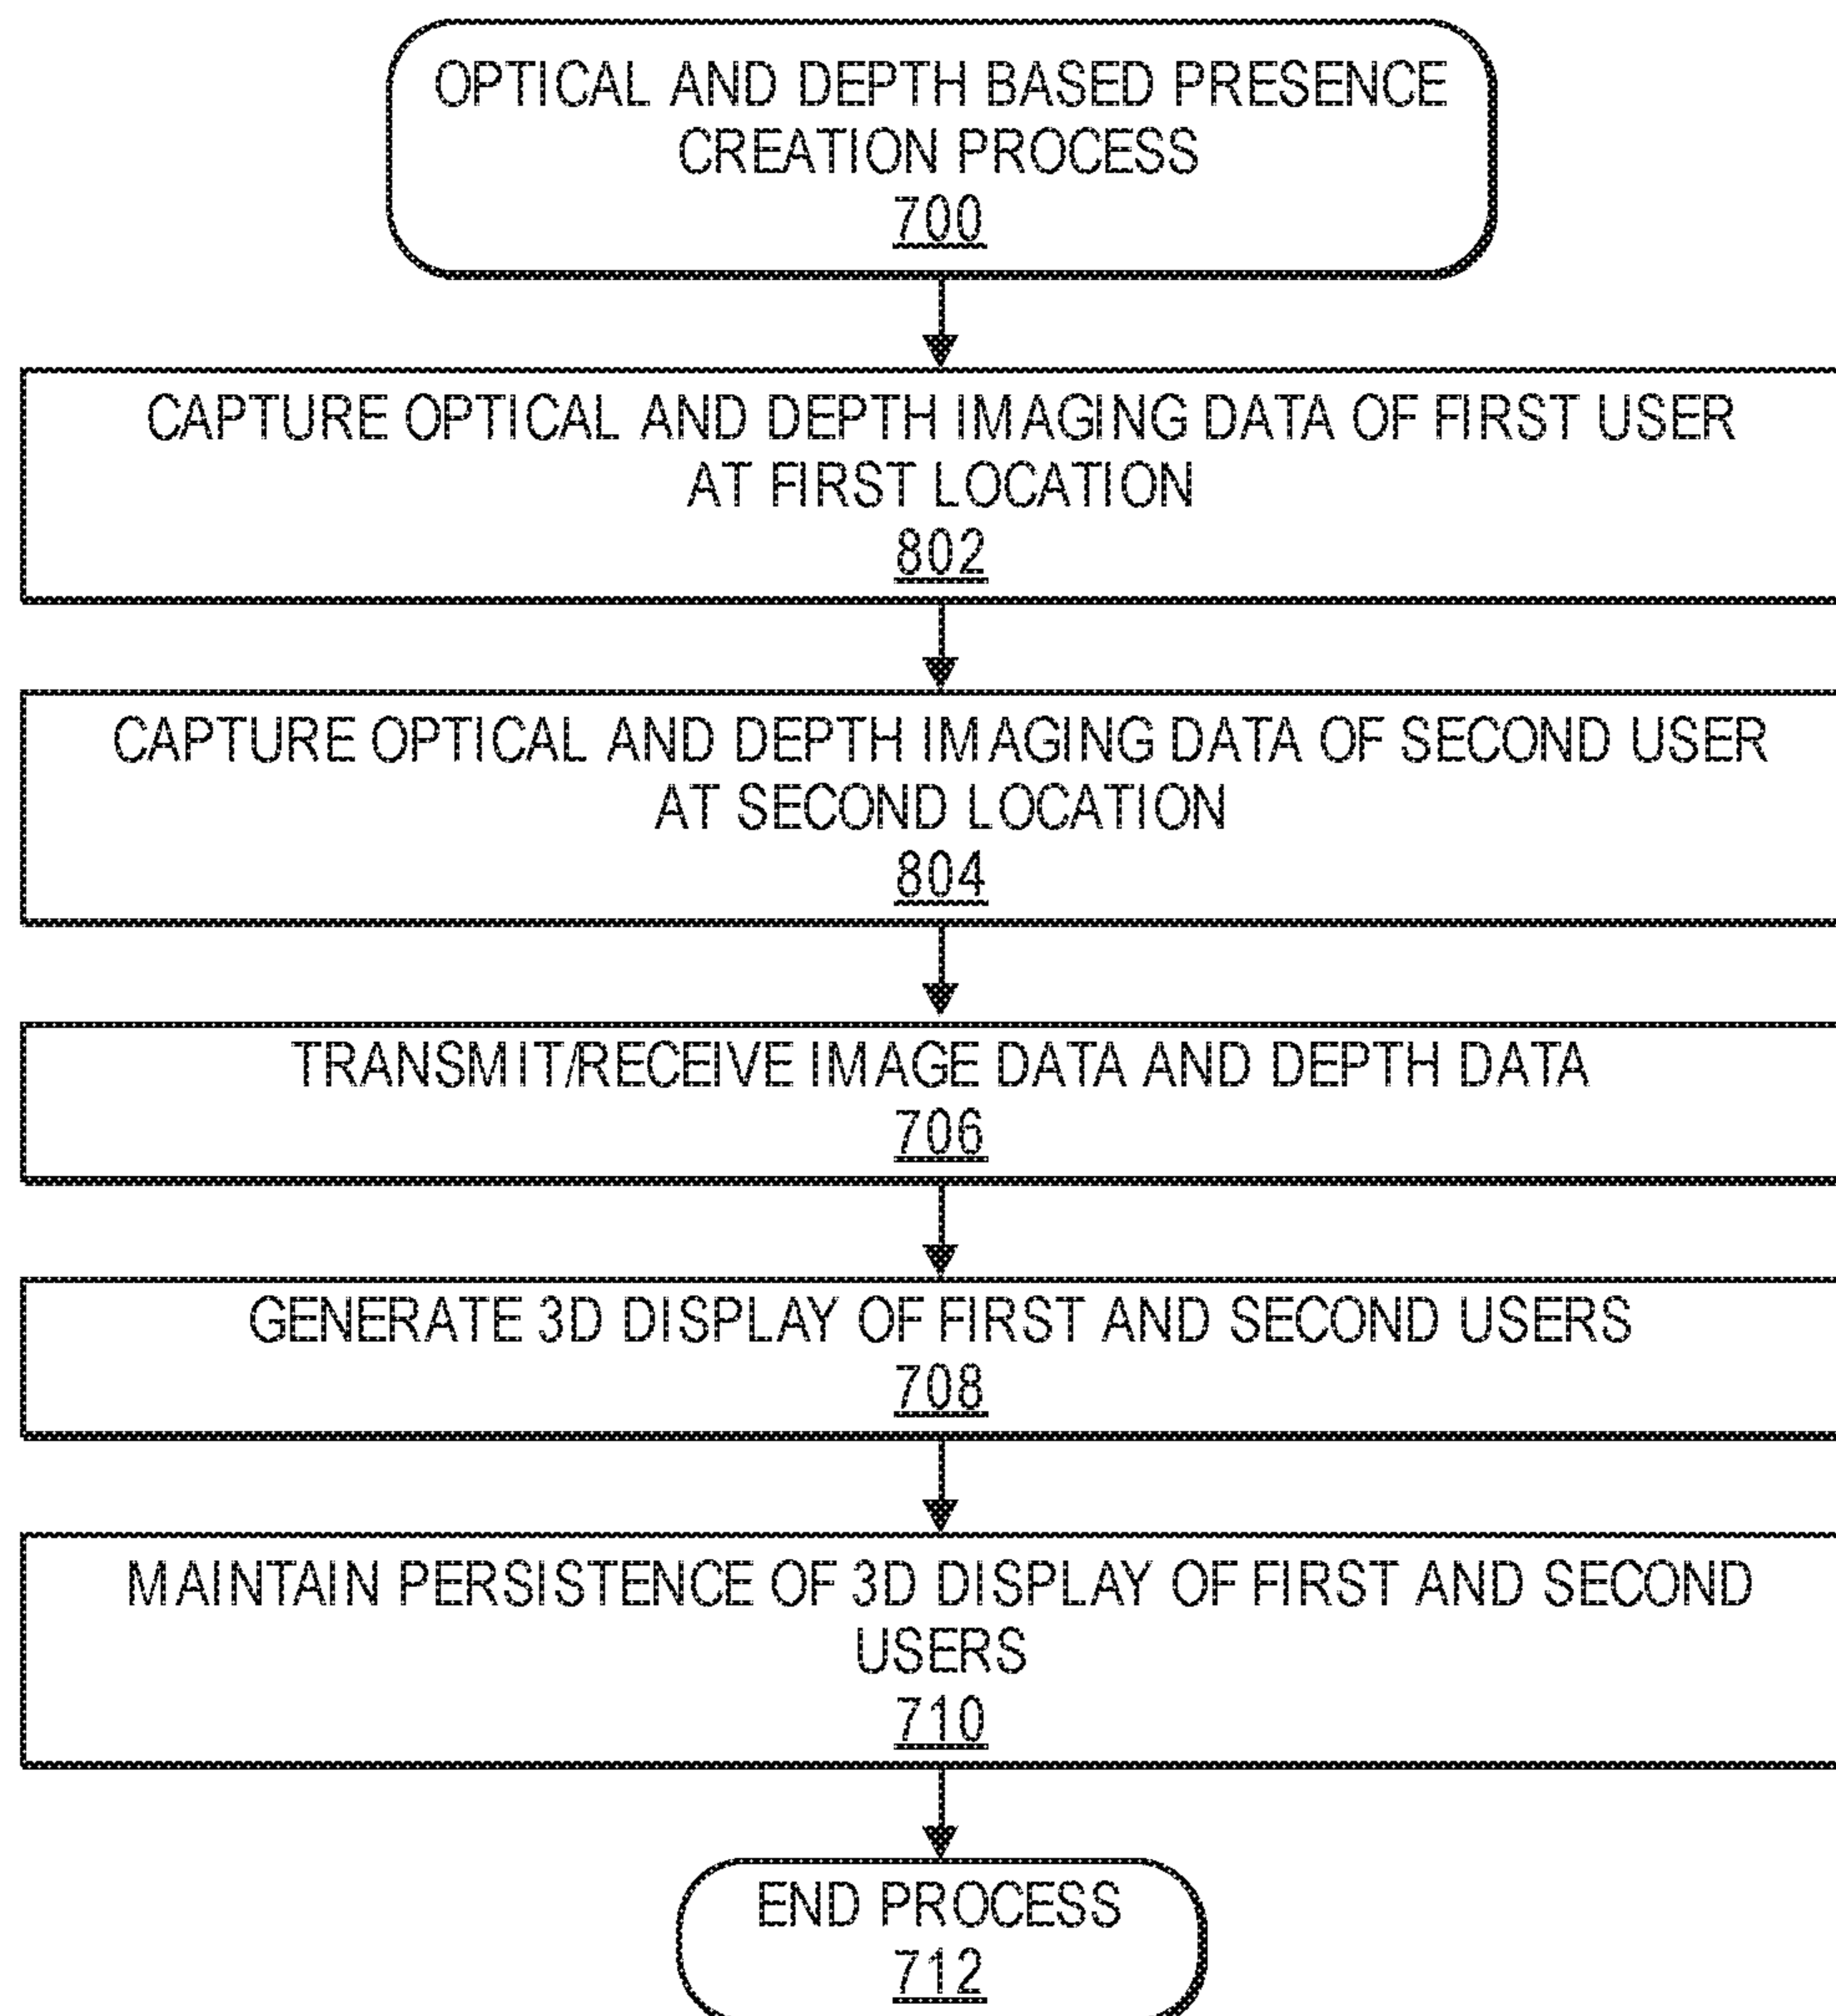 OPTICAL AND DEPTH BASED PRESENCE
CREATION PROCESS
700
CAPTURE OPTICAL AND DEPTH IMAGING DATA OF FIRST USER
AT FIRST LOCATION
802
CAPTURE OPTICAL AND DEPTH IMAGING DATA OF SECOND USER
AT SECOND LOCATION
804
TRANSMIT/RECEIVE IMAGE DATA AND DEPTH DATA
706
GENERATE 3D DISPLAY OF FIRST AND SECOND USERS
708
MAINTAIN PERSISTENCE OF 3D DISPLAY OF FIRST AND SECOND
USERS
710
END PROCESS
712